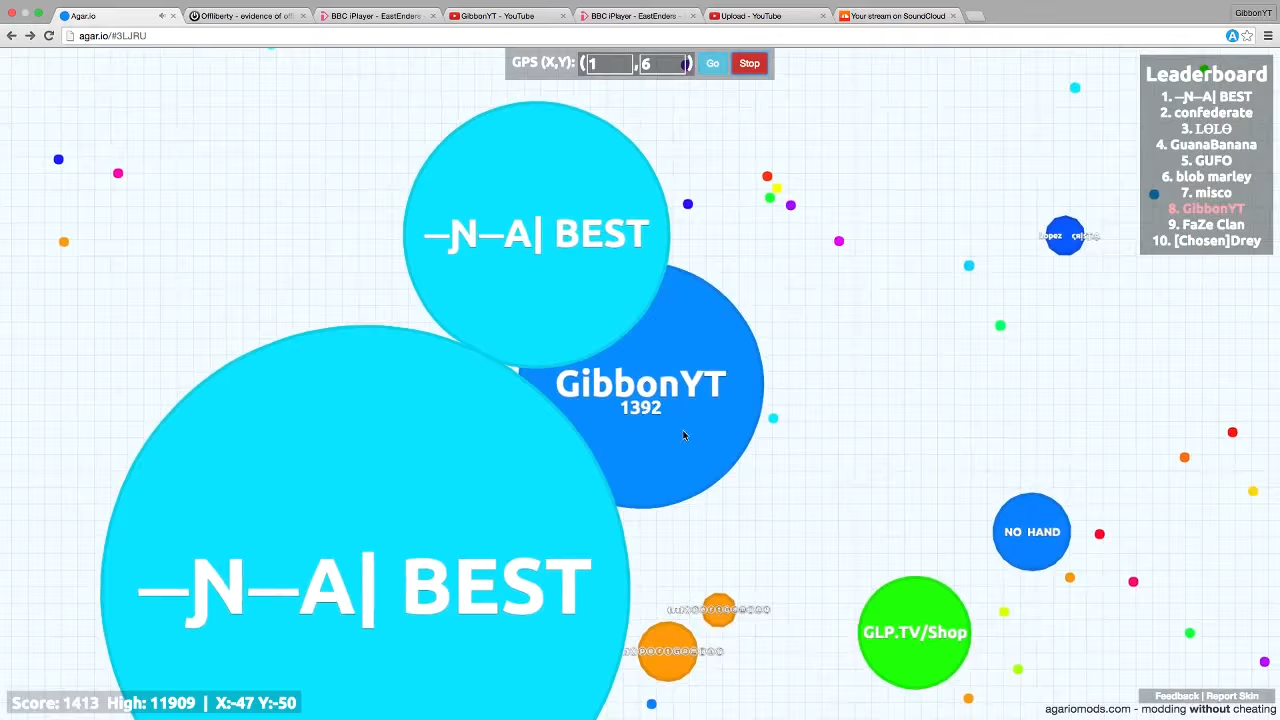 Agar.io
Offliberty - evidence of offl
BBC iPlayer - EastEnders -
GibbonYT - YouTube
BBC iPlayer - EastEnders -
Upload - YouTube
Your stream on SoundCloud
GibbonYT
agar.io/#3LJRU
GPS (X,Y): (1 ,6 ) Go Stop
Leaderboard
1. —Ɲ—A| BEST
2. confederate
3. LƟLƟ
4. GuanaBanana
5. GUFO
6. blob marley
7. misco
8. GibbonYT
9. FaZe Clan
10. [Chosen]Drey
—Ɲ—A| BEST
GibbonYT
1392
NO HAND
—Ɲ—A| BEST
GLP.TV/Shop
Score: 1413 High: 11909 | X:-47 Y:-50
Feedback | Report Skin
agariomods.com - modding without cheating